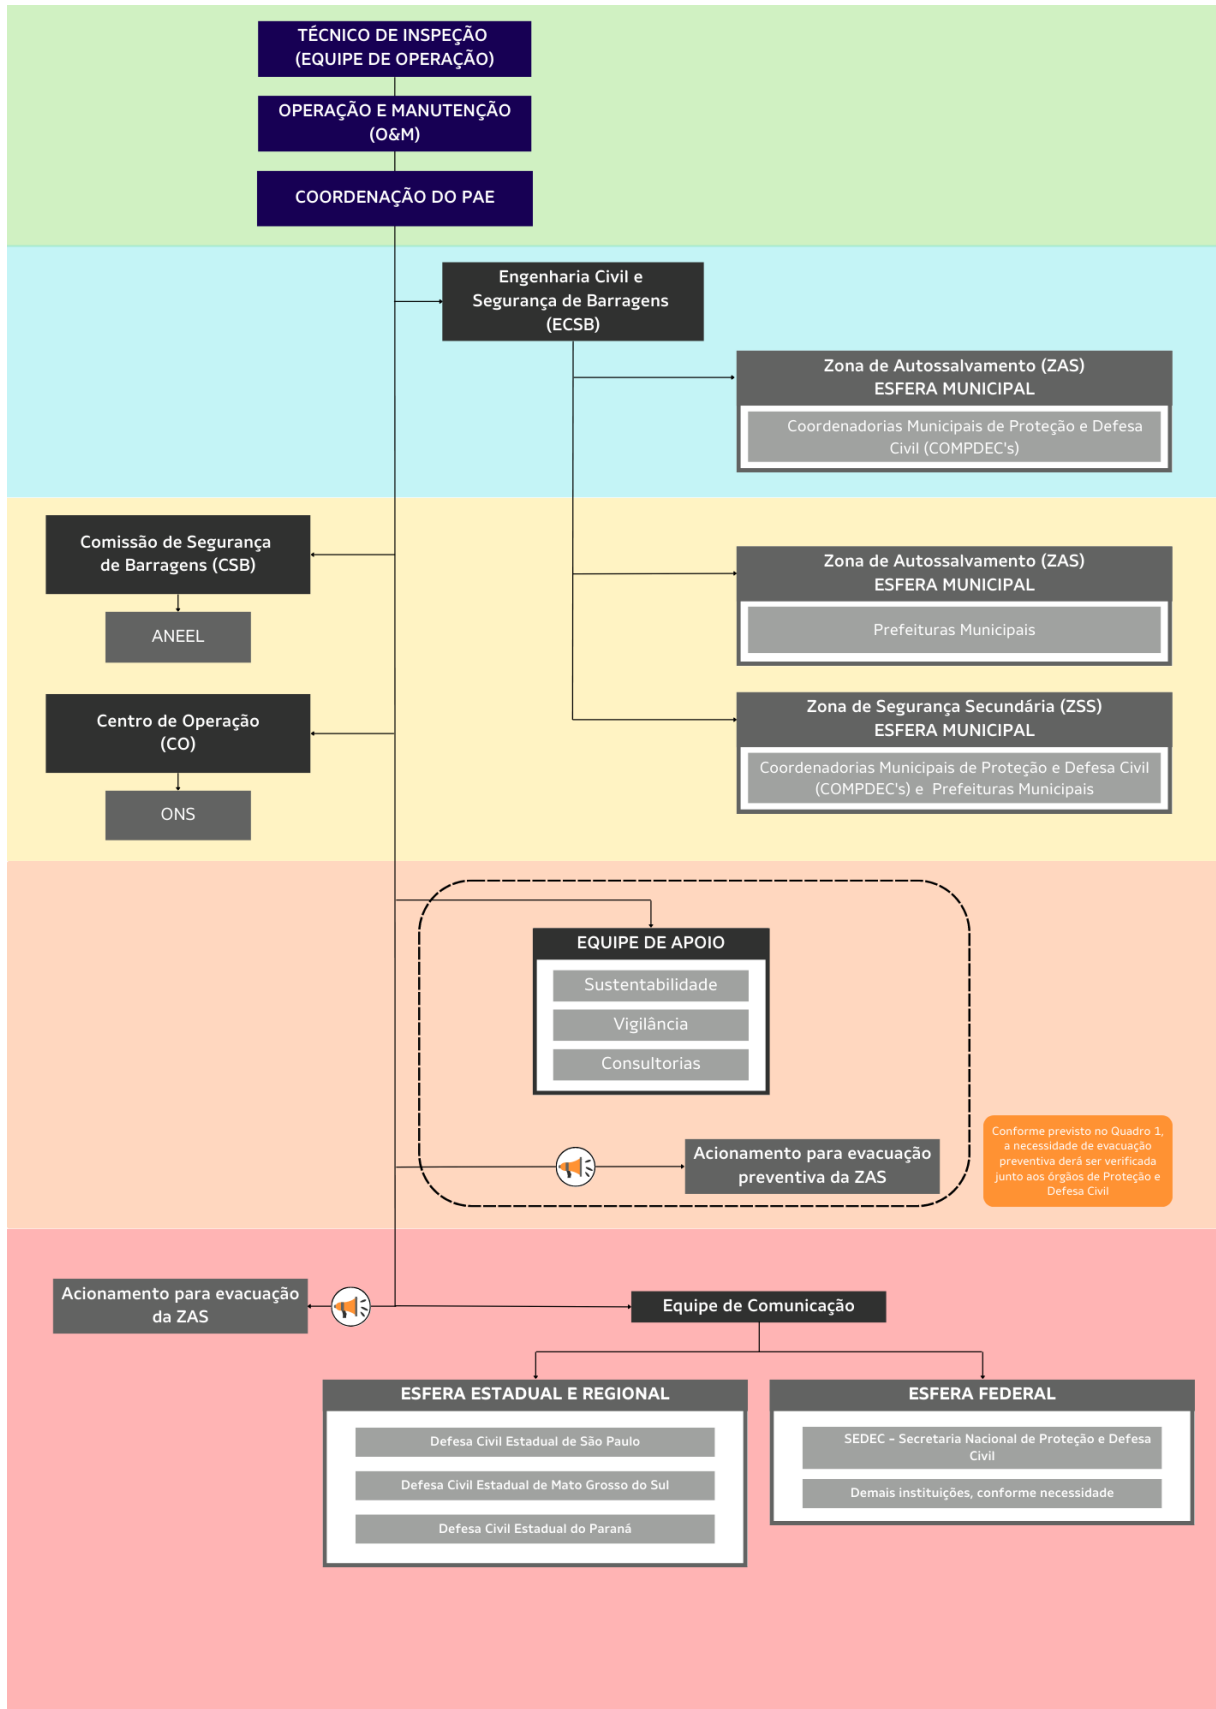 TÉCNICO DE INSPEÇÃO
(EQUIPE DE OPERAÇÃO)
OPERAÇÃO E MANUTENÇÃO
(O&M)
COORDENAÇÃO DO PAE
Engenharia Civil e
Segurança de Barragens
(ECSB)
Zona de Autossalvamento (ZAS)
ESFERA MUNICIPAL
Coordenadorias Municipais de Proteção e Defesa
Civil (COMPDEC's)
Comissão de Segurança
de Barragens (CSB)
ANEEL
Zona de Autossalvamento (ZAS)
ESFERA MUNICIPAL
Prefeituras Municipais
Centro de Operação
(CO)
ONS
Zona de Segurança Secundária (ZSS)
ESFERA MUNICIPAL
Coordenadorias Municipais de Proteção e Defesa Civil
(COMPDEC's) e Prefeituras Municipais
EQUIPE DE APOIO
Sustentabilidade
Vigilância
Consultorias
Acionamento para evacuação
preventiva da ZAS
Conforme previsto no Quadro 1,
a necessidade de evacuação
preventiva derá ser verificada
junto aos órgãos de Proteção e
Defesa Civil
Acionamento para evacuação
da ZAS
Equipe de Comunicação
ESFERA ESTADUAL E REGIONAL
Defesa Civil Estadual de São Paulo
Defesa Civil Estadual de Mato Grosso do Sul
Defesa Civil Estadual do Paraná
ESFERA FEDERAL
SEDEC – Secretaria Nacional de Proteção e Defesa
Civil
Demais instituições, conforme necessidade